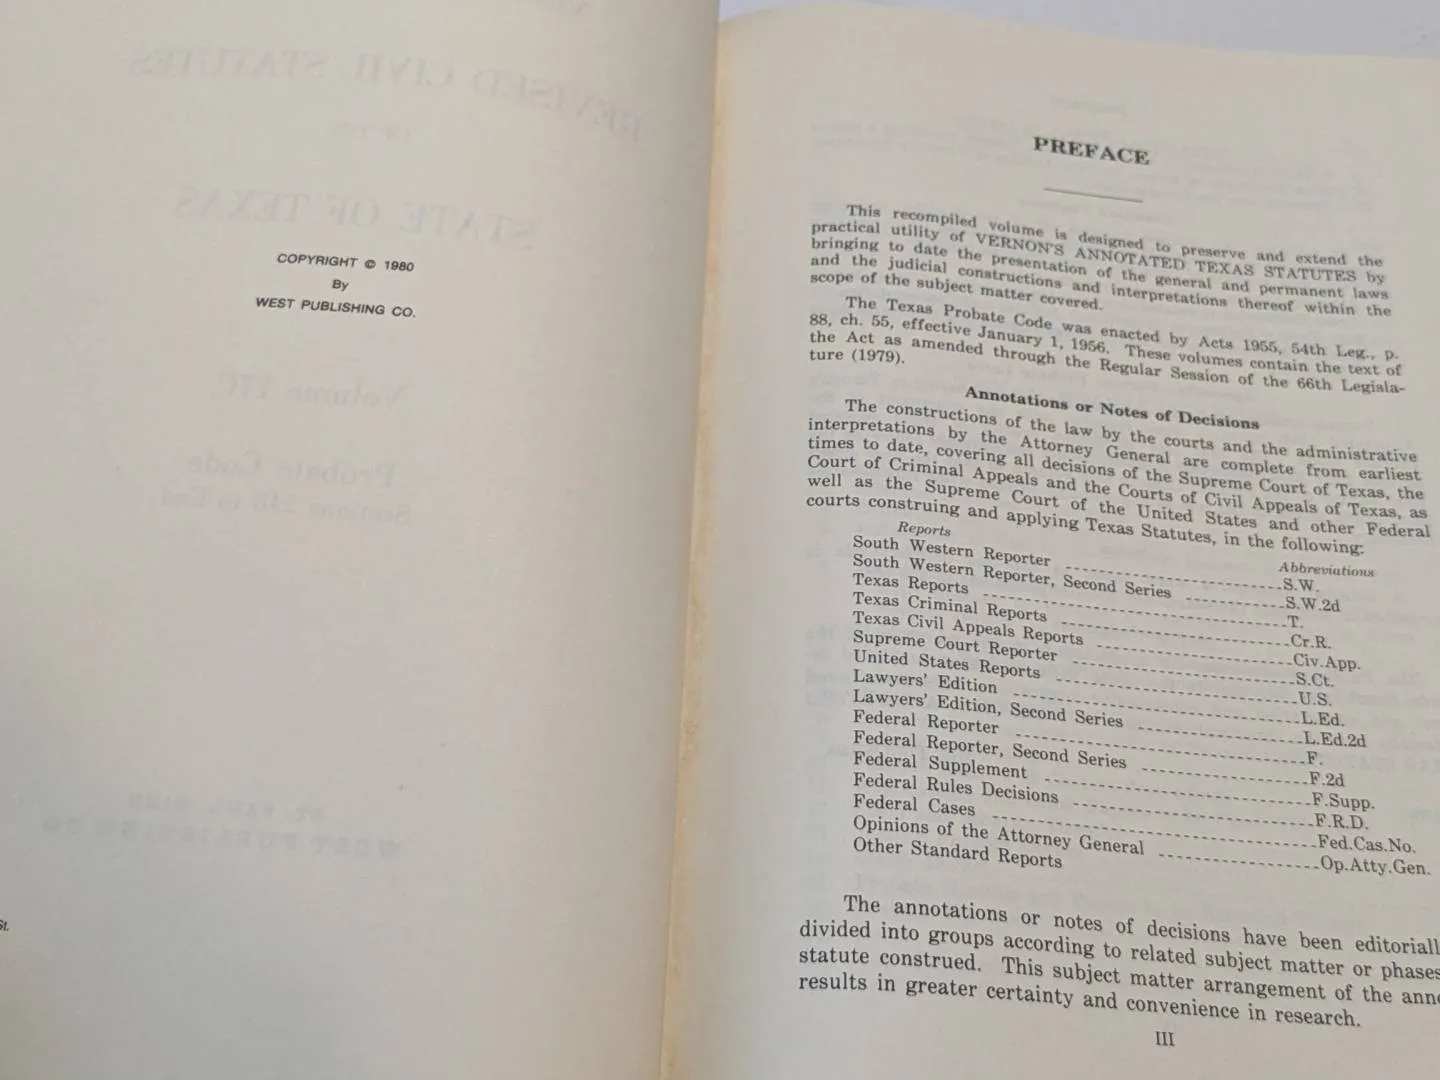 COPYRIGHT © 1980
By
WEST PUBLISHING CO.
St.
PREFACE
This recompiled volume is designed to preserve and extend the
practical utility of VERNON'S ANNOTATED TEXAS STATUTES by
bringing to date the presentation of the general and permanent laws
and the judicial constructions and interpretations thereof within the
scope of the subject matter covered.
The Texas Probate Code was enacted by Acts 1955, 54th Leg., p.
88, ch. 55, effective January 1, 1956. These volumes contain the text of
the Act as amended through the Regular Session of the 66th Legisla-
ture (1979).
Annotations or Notes of Decisions
The constructions of the law by the courts and the administrative
interpretations by the Attorney General are complete from earliest
times to date, covering all decisions of the Supreme Court of Texas, the
Court of Criminal Appeals and the Courts of Civil Appeals of Texas, as
well as the Supreme Court of the United States and other Federal
courts construing and applying Texas Statutes, in the following:
Reports Abbreviations
South Western Reporter S.W.
South Western Reporter, Second Series S.W.2d
Texas Reports T.
Texas Criminal Reports Cr.R.
Texas Civil Appeals Reports Civ.App.
Supreme Court Reporter S.Ct.
United States Reports U.S.
Lawyers' Edition L.Ed.
Lawyers' Edition, Second Series L.Ed.2d
Federal Reporter F.
Federal Reporter, Second Series F.2d
Federal Supplement F.Supp.
Federal Rules Decisions F.R.D.
Federal Cases Fed.Cas.No.
Opinions of the Attorney General Op.Atty.Gen.
Other Standard Reports
The annotations or notes of decisions have been editoriall
divided into groups according to related subject matter or phases
statute construed. This subject matter arrangement of the anno
results in greater certainty and convenience in research.
III